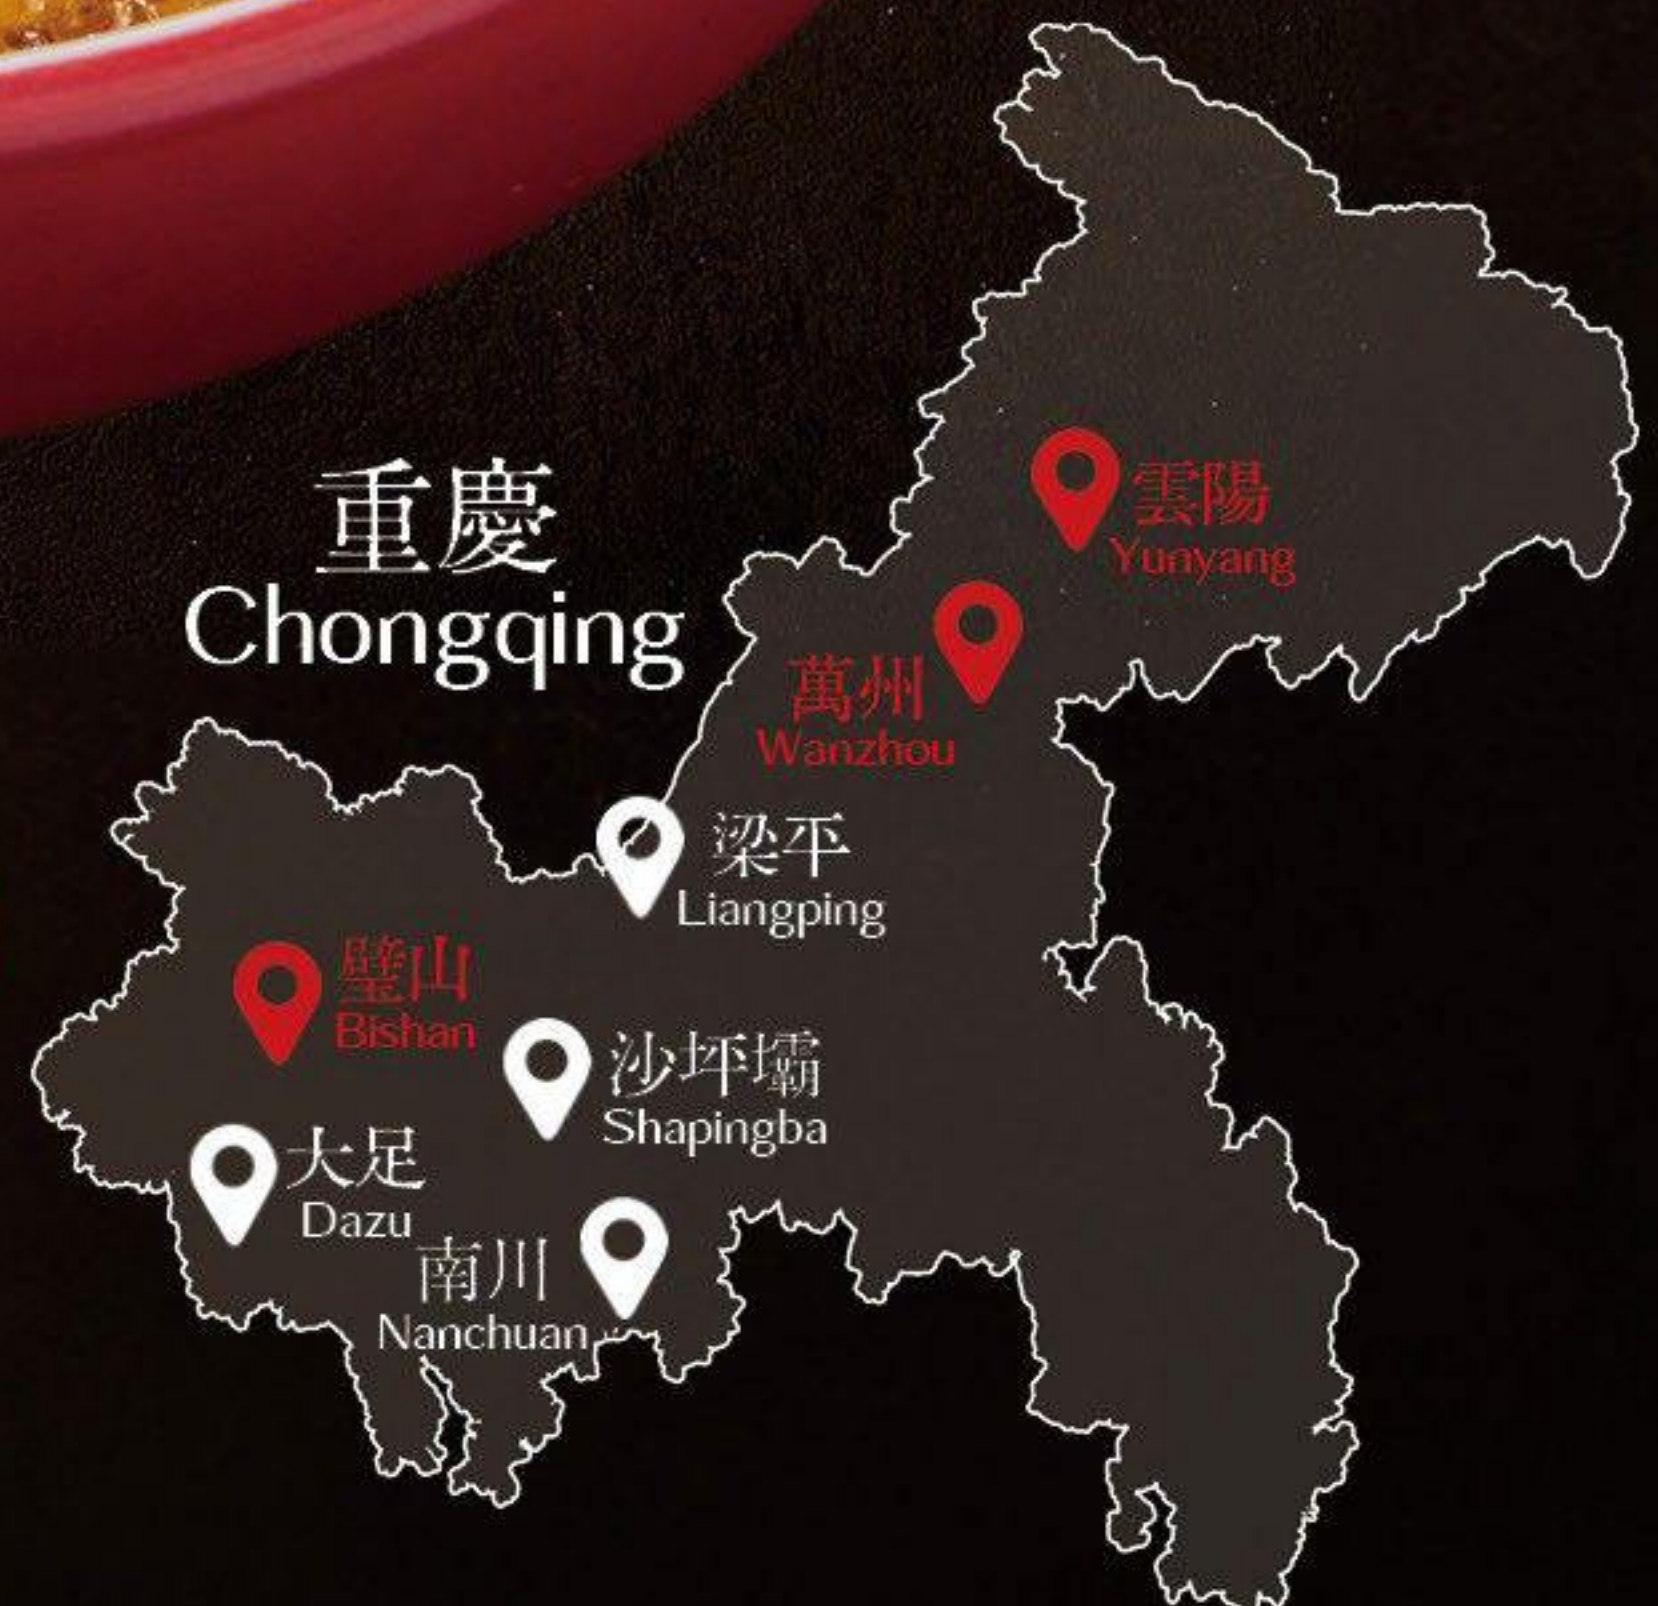 重慶
Chongqing
雲陽
Yunyang
萬州
Wanzhou
梁平
Liangping
璧山
Bishan
沙坪壩
Shapingba
大足
Dazu
南川
Nanchuan